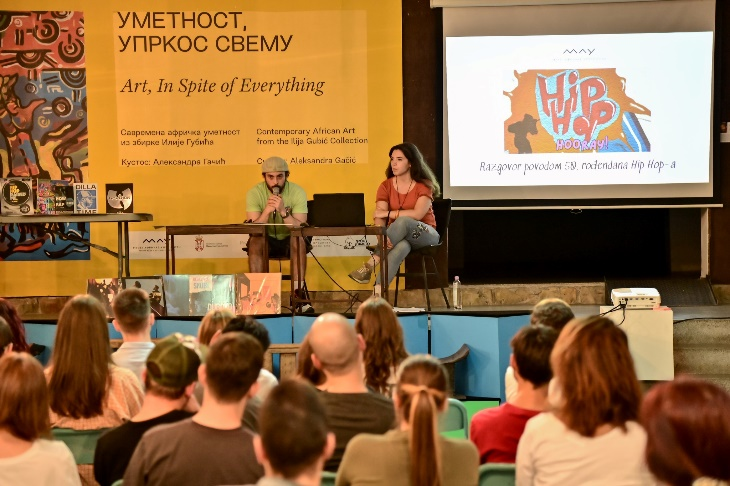 УМЕТНОСТ,
УПРКОС СВЕМУ
Art, In Spite of Everything
Савремена афричка уметност
из збирке Илије Губића
Кустос: Александра Гачић
Contemporary African Art
from the Ilija Gubić Collection
Aleksandra Gačić
HIP
HOP
HOORAY!
Razgovor povodom 50. rođendana Hip Hop-a
DILLA
TIME